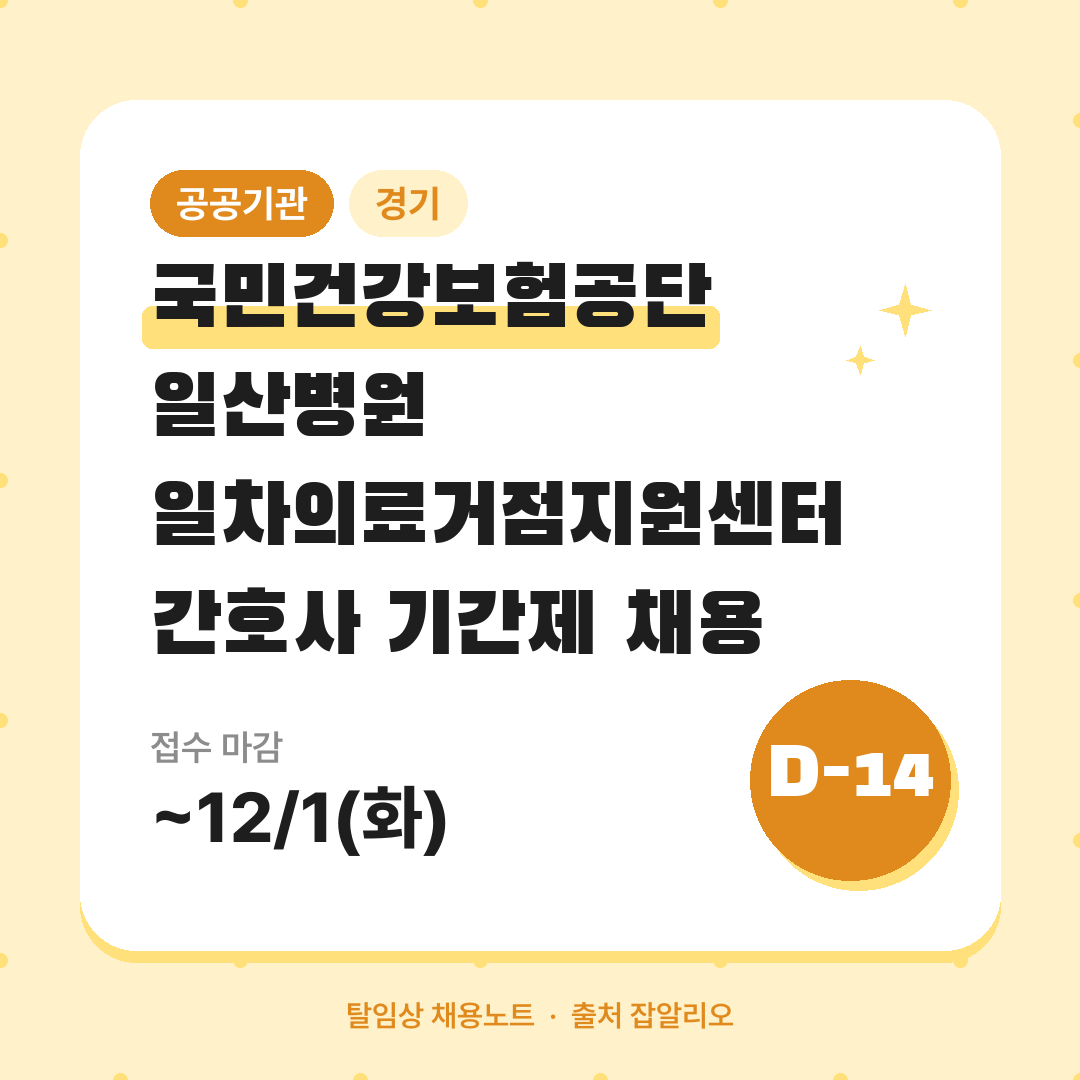 공공기관 경기
국민건강보험공단
일산병원
일차의료거점지원센터
간호사 기간제 채용
접수 마감
~12/1(화)
D-14
탈임상 채용노트 · 출처 잡알리오